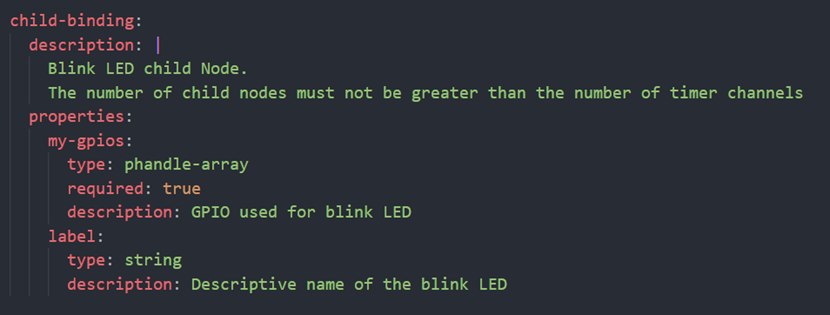 child-binding:
description: |
Blink LED child Node.
The number of child nodes must not be greater than the number of timer channels
properties:
my-gpios:
type: phandle-array
required: true
description: GPIO used for blink LED
label:
type: string
description: Descriptive name of the blink LED